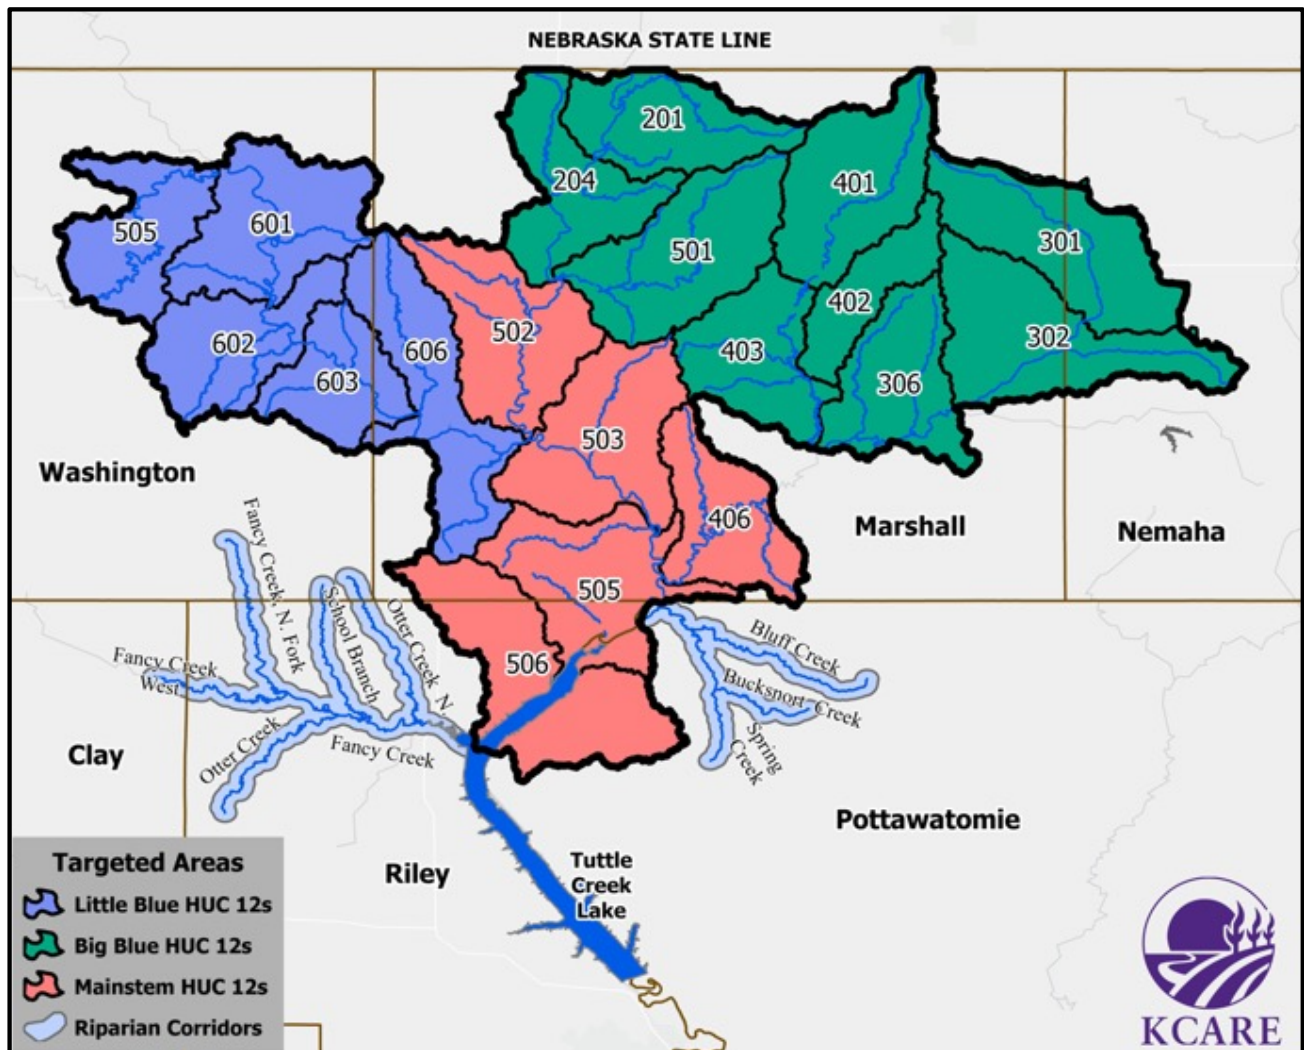 NEBRASKA STATE LINE
201
204
401
505
601
501
301
402
502
602
606
403
302
603
306
503
Washington
406
Marshall
Nemaha
Fancy Creek, N. Fork
School Branch
Otter Creek N.
505
Bluff Creek
Fancy Creek
West
506
Bucksnort Creek
Otter Creek
Fancy Creek
Spring
Creek
Clay
Pottawatomie
Riley
Tuttle
Creek
Lake
Targeted Areas
Little Blue HUC 12s
Big Blue HUC 12s
Mainstem HUC 12s
Riparian Corridors
KCARE